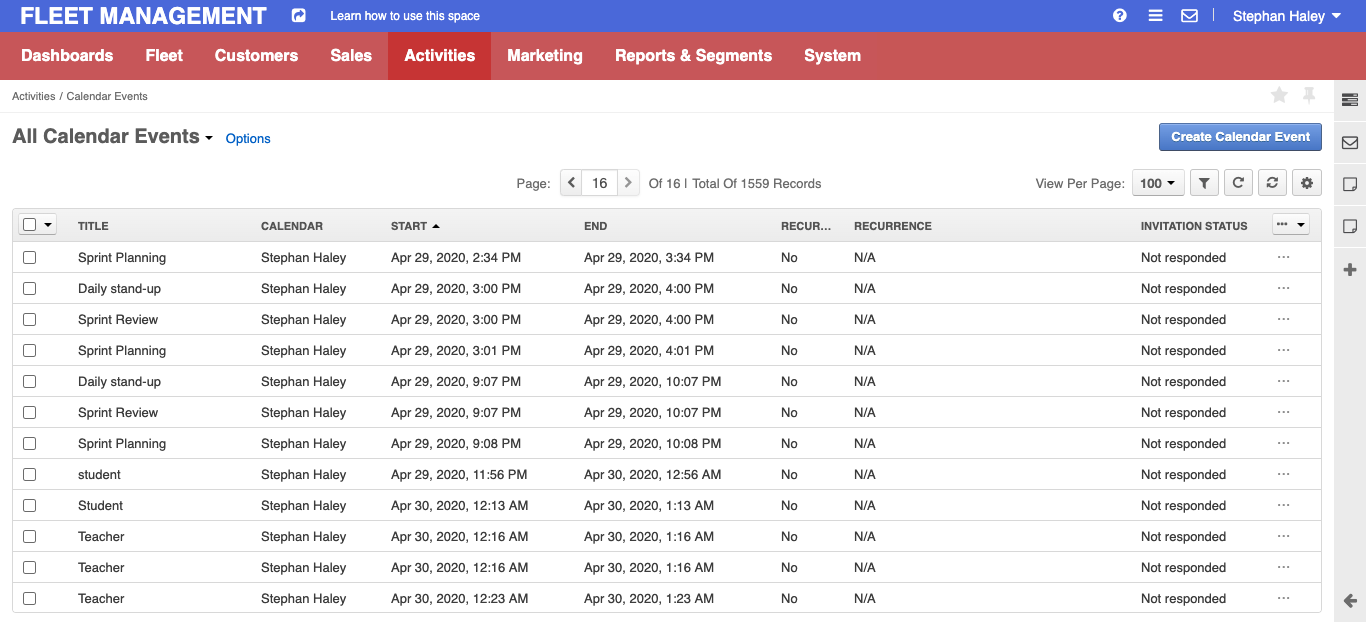 FLEET MANAGEMENT Learn how to use this space Stephan Haley
Dashboards Fleet Customers Sales Activities Marketing Reports & Segments System
Activities / Calendar Events
All Calendar Events Options Create Calendar Event
Page: 16 Of 16 | Total Of 1559 Records View Per Page: 100
TITLE CALENDAR START END RECUR... RECURRENCE INVITATION STATUS ...
Sprint Planning Stephan Haley Apr 29, 2020, 2:34 PM Apr 29, 2020, 3:34 PM No N/A Not responded ...
Daily stand-up Stephan Haley Apr 29, 2020, 3:00 PM Apr 29, 2020, 4:00 PM No N/A Not responded ...
Sprint Review Stephan Haley Apr 29, 2020, 3:00 PM Apr 29, 2020, 4:00 PM No N/A Not responded ...
Sprint Planning Stephan Haley Apr 29, 2020, 3:01 PM Apr 29, 2020, 4:01 PM No N/A Not responded ...
Daily stand-up Stephan Haley Apr 29, 2020, 9:07 PM Apr 29, 2020, 10:07 PM No N/A Not responded ...
Sprint Review Stephan Haley Apr 29, 2020, 9:07 PM Apr 29, 2020, 10:07 PM No N/A Not responded ...
Sprint Planning Stephan Haley Apr 29, 2020, 9:08 PM Apr 29, 2020, 10:08 PM No N/A Not responded ...
student Stephan Haley Apr 29, 2020, 11:56 PM Apr 30, 2020, 12:56 AM No N/A Not responded ...
Student Stephan Haley Apr 30, 2020, 12:13 AM Apr 30, 2020, 1:13 AM No N/A Not responded ...
Teacher Stephan Haley Apr 30, 2020, 12:16 AM Apr 30, 2020, 1:16 AM No N/A Not responded ...
Teacher Stephan Haley Apr 30, 2020, 12:16 AM Apr 30, 2020, 1:16 AM No N/A Not responded ...
Teacher Stephan Haley Apr 30, 2020, 12:23 AM Apr 30, 2020, 1:23 AM No N/A Not responded ...